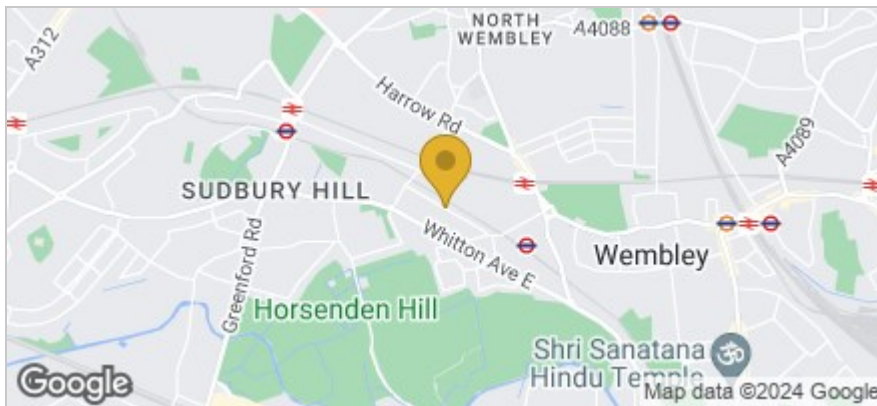 A312
NORTH
WEMBLEY
A4088
Harrow Rd
A4089
SUDBURY HILL
Whitton Ave E
Wembley
Greenford Rd
Horsenden Hill
Shri Sanatana
Hindu Temple
Google
Map data ©2024 Google